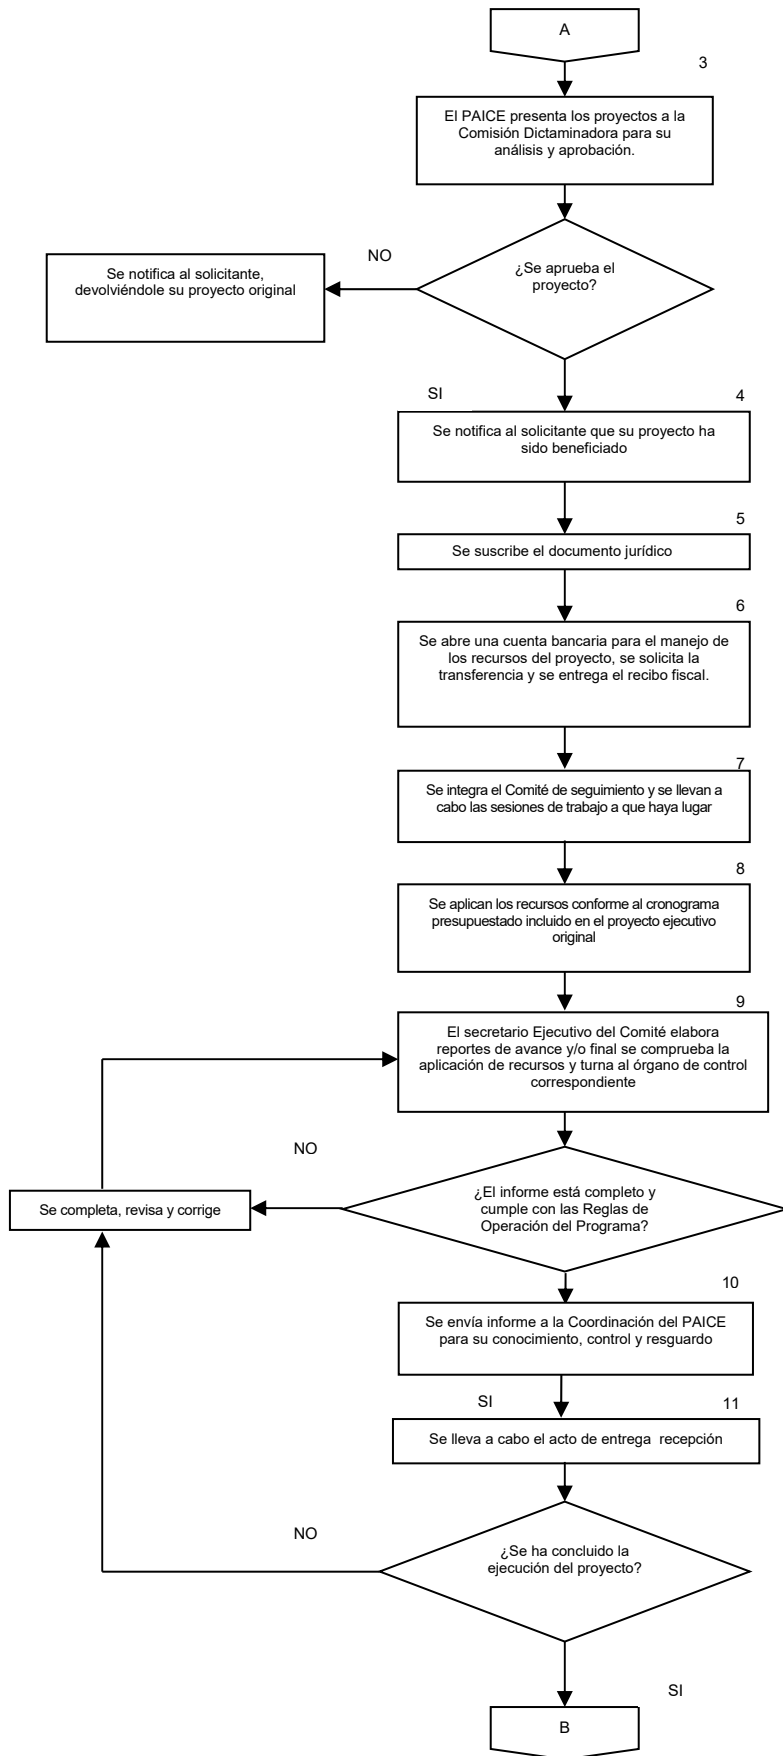 A
3
El PAICE presenta los proyectos a la
Comisión Dictaminadora para su
análisis y aprobación.
NO
¿Se aprueba el
proyecto?
Se notifica al solicitante,
devolviéndole su proyecto original
SI
4
Se notifica al solicitante que su proyecto ha
sido beneficiado
5
Se suscribe el documento jurídico
6
Se abre una cuenta bancaria para el manejo de
los recursos del proyecto, se solicita la
transferencia y se entrega el recibo fiscal.
7
Se integra el Comité de seguimiento y se llevan a
cabo las sesiones de trabajo a que haya lugar
8
Se aplican los recursos conforme al cronograma
presupuestado incluido en el proyecto ejecutivo
original
9
El secretario Ejecutivo del Comité elabora
reportes de avance y/o final se comprueba la
aplicación de recursos y turna al órgano de control
correspondiente
NO
¿El informe está completo y
cumple con las Reglas de
Operación del Programa?
Se completa, revisa y corrige
10
Se envía informe a la Coordinación del PAICE
para su conocimiento, control y resguardo
SI
11
Se lleva a cabo el acto de entrega recepción
NO
¿Se ha concluido la
ejecución del proyecto?
SI
B